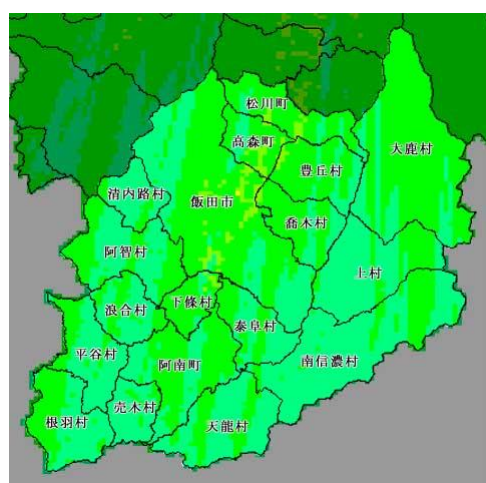 松川町
高森町
大鹿村
豊丘村
清内路村
飯田市
喬木村
阿智村
上村
浪合村
下條村
泰阜村
平谷村
阿南町
南信濃村
売木村
根羽村
天龍村